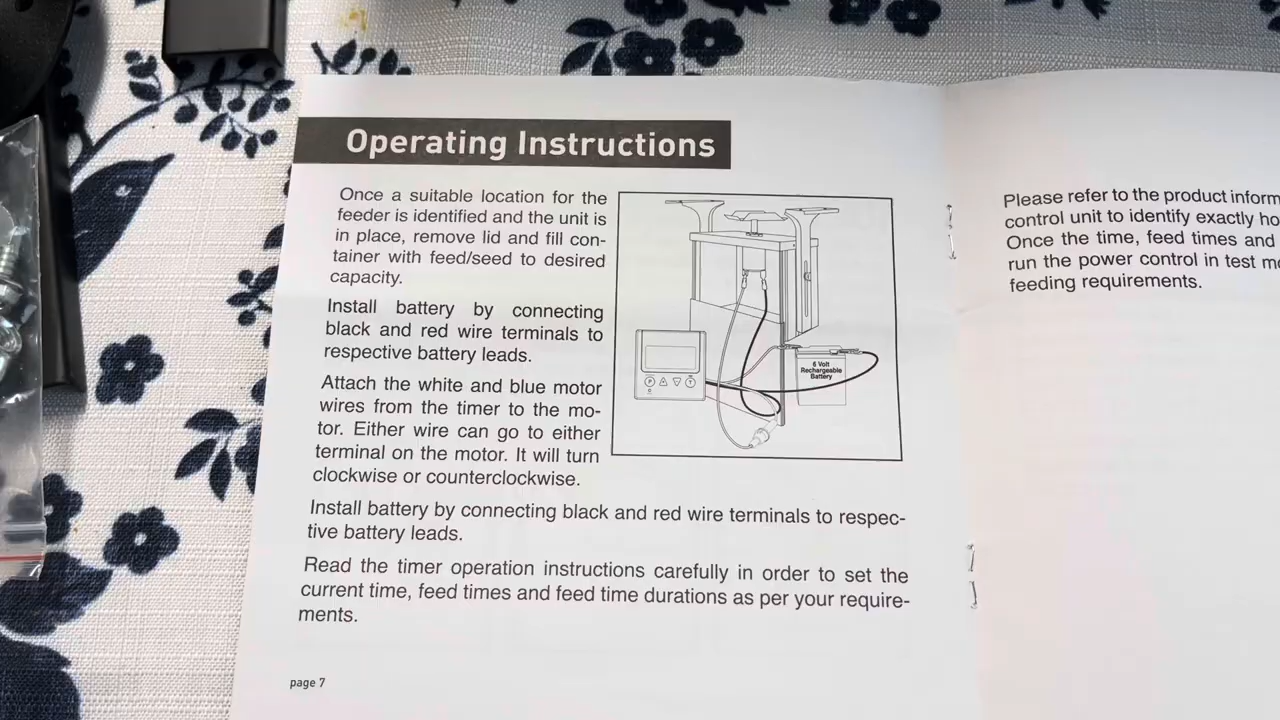 Operating Instructions
Once a suitable location for the
feeder is identified and the unit is
in place, remove lid and fill con-
tainer with feed/seed to desired
capacity.
Install battery by connecting
black and red wire terminals to
respective battery leads.
Attach the white and blue motor
wires from the timer to the mo-
tor. Either wire can go to either
terminal on the motor. It will turn
clockwise or counterclockwise.
6 Volt
Rechargeable
Battery
Install battery by connecting black and red wire terminals to respec-
tive battery leads.
Read the timer operation instructions carefully in order to set the
current time, feed times and feed time durations as per your require-
ments.
page 7
Please refer to the product inform
control unit to identify exactly ho
Once the time, feed times and
run the power control in test mo
feeding requirements.